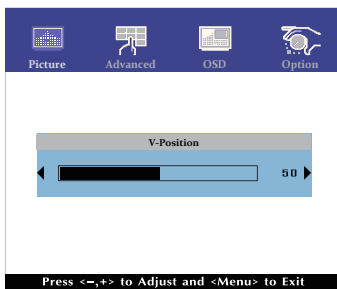 Picture Advanced OSD Option
V-Position
50
Press <–,+> to Adjust and <Menu> to Exit